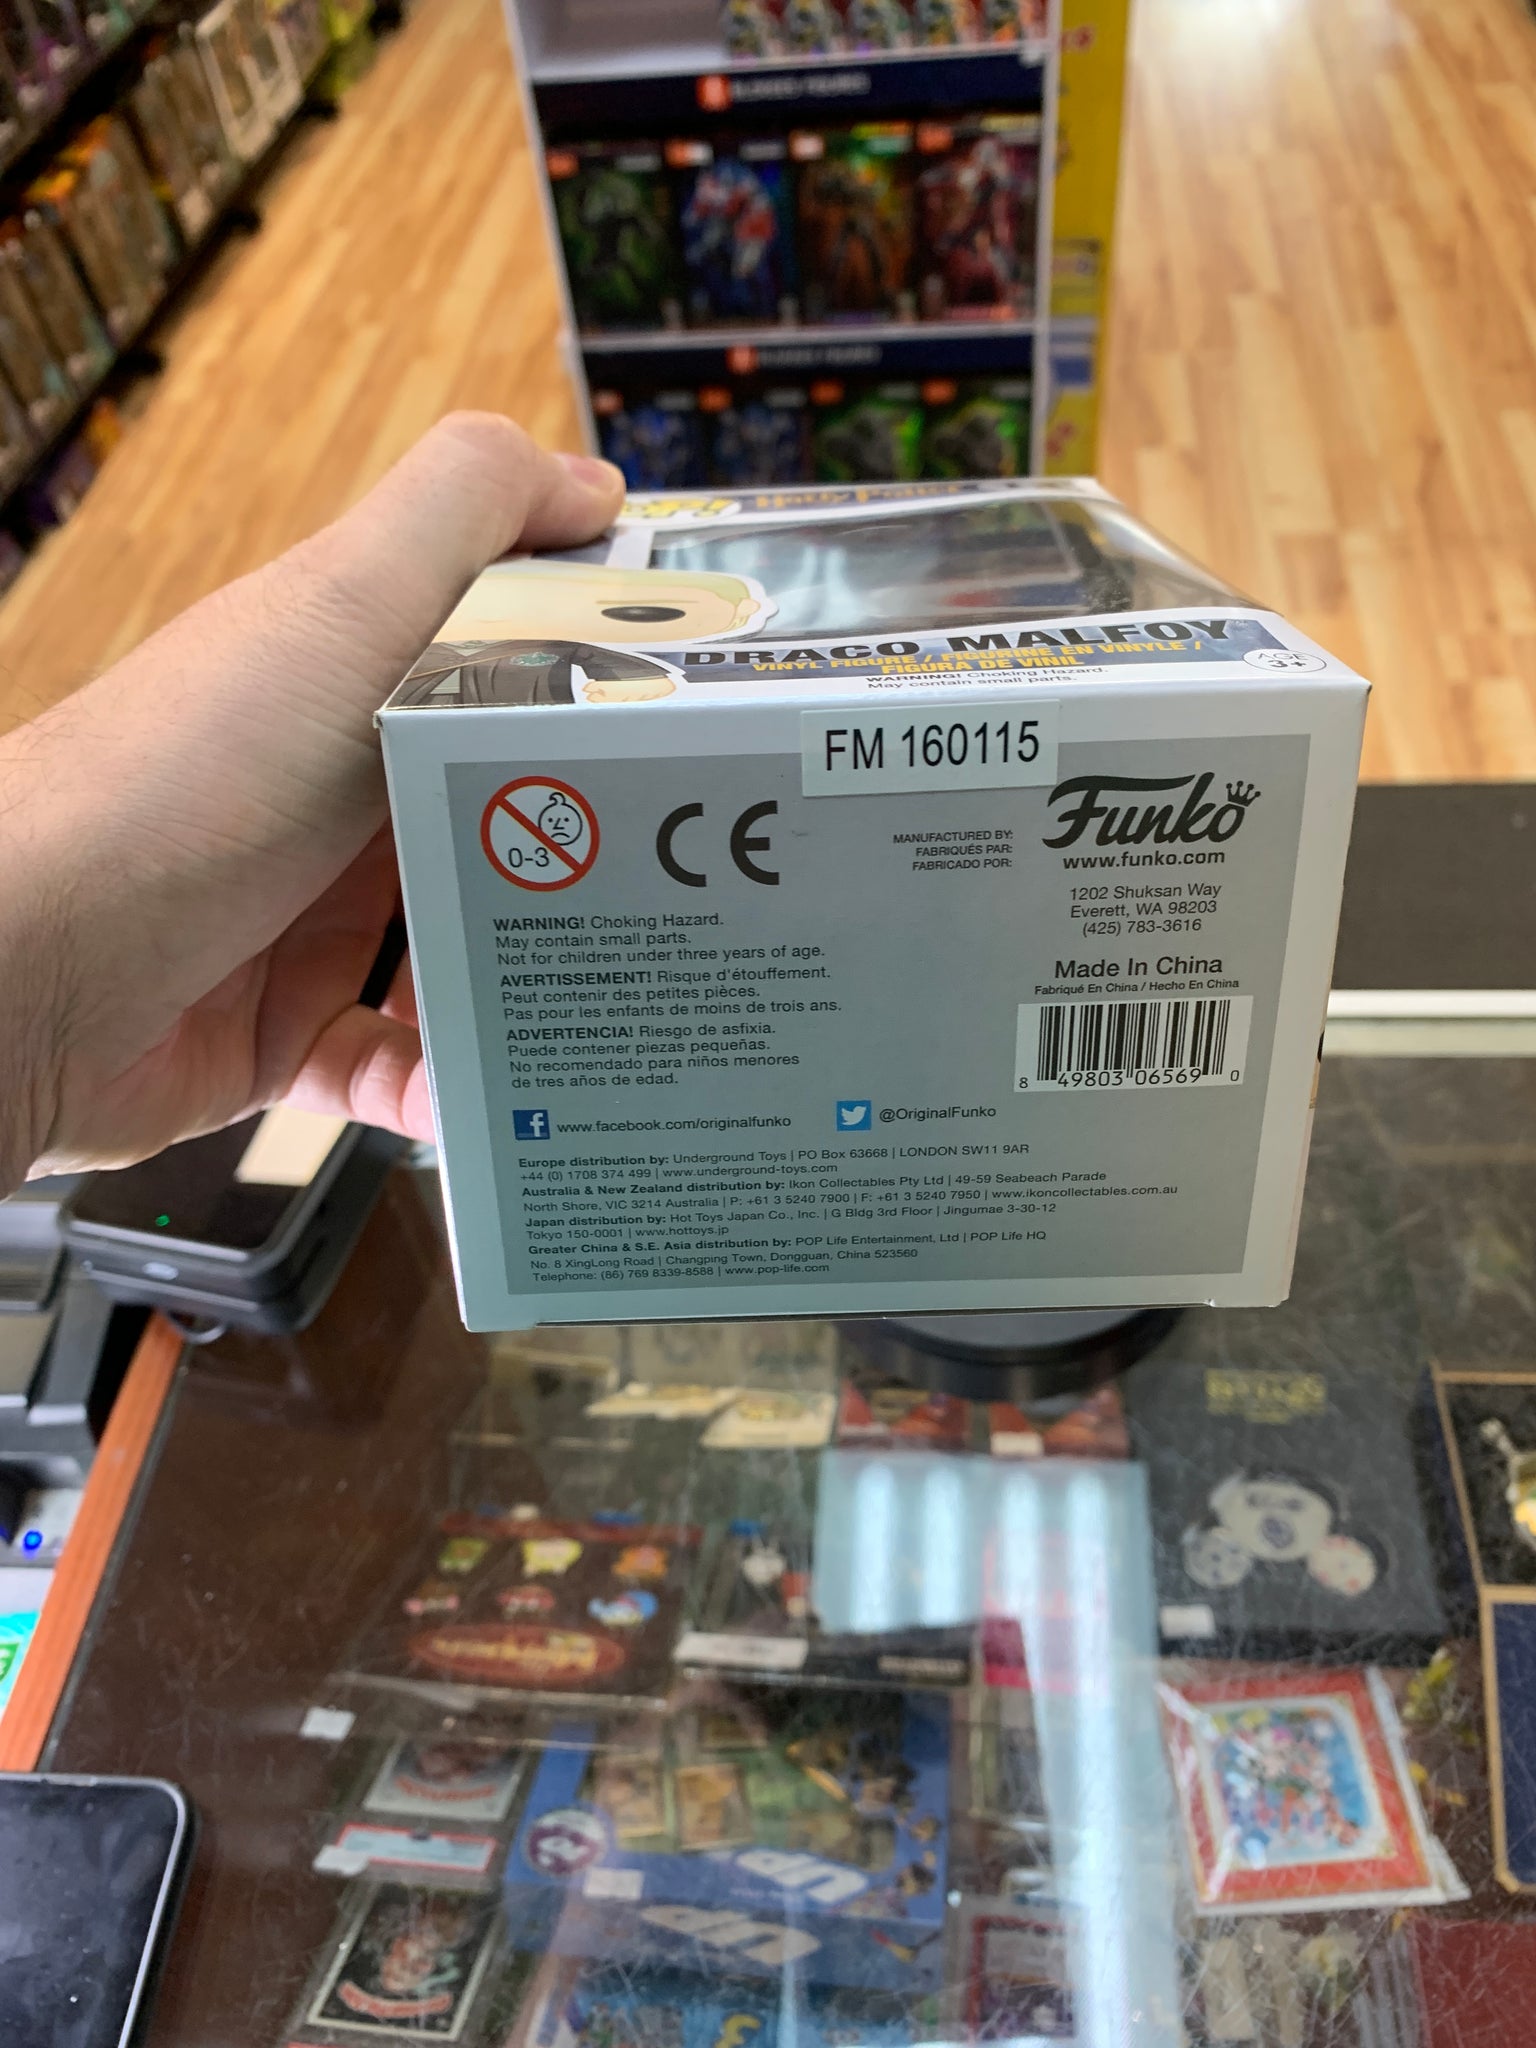 Harry Potter
DRACO MALFOY
VINYL FIGURE / FIGURINE EN VINYLE /
FIGURA DE VINIL
WARNING! Choking Hazard.
May contain small parts.
AGE
3+
FM 160115
0-3
CE
MANUFACTURED BY:
FABRIQUÉS PAR:
FABRICADO POR:
Funko
www.funko.com
1202 Shuksan Way
Everett, WA 98203
(425) 783-3616
Made In China
Fabriqué En China / Hecho En China
8 49803 06569 0
WARNING! Choking Hazard.
May contain small parts.
Not for children under three years of age.
AVERTISSEMENT! Risque d'étouffement.
Peut contenir des petites pièces.
Pas pour les enfants de moins de trois ans.
ADVERTENCIA! Riesgo de asfixia.
Puede contener piezas pequeñas.
No recomendado para niños menores
de tres años de edad.
f www.facebook.com/originalfunko
@OriginalFunko
Europe distribution by: Underground Toys | PO Box 63668 | LONDON SW11 9AR
+44 (0) 1708 374 499 | www.underground-toys.com
Australia & New Zealand distribution by: Ikon Collectables Pty Ltd | 49-59 Seabeach Parade
North Shore, VIC 3214 Australia | P: +61 3 5240 7900 | F: +61 3 5240 7950 | www.ikoncollectables.com.au
Japan distribution by: Hot Toys Japan Co., Inc. | G Bldg 3rd Floor | Jingumae 3-30-12
Tokyo 150-0001 | www.hottoys.jp
Greater China & S.E. Asia distribution by: POP Life Entertainment, Ltd | POP Life HQ
No. 8 XingLong Road | Changping Town, Dongguan, China 523560
Telephone: (86) 769 8339-8588 | www.pop-life.com
UP
UP